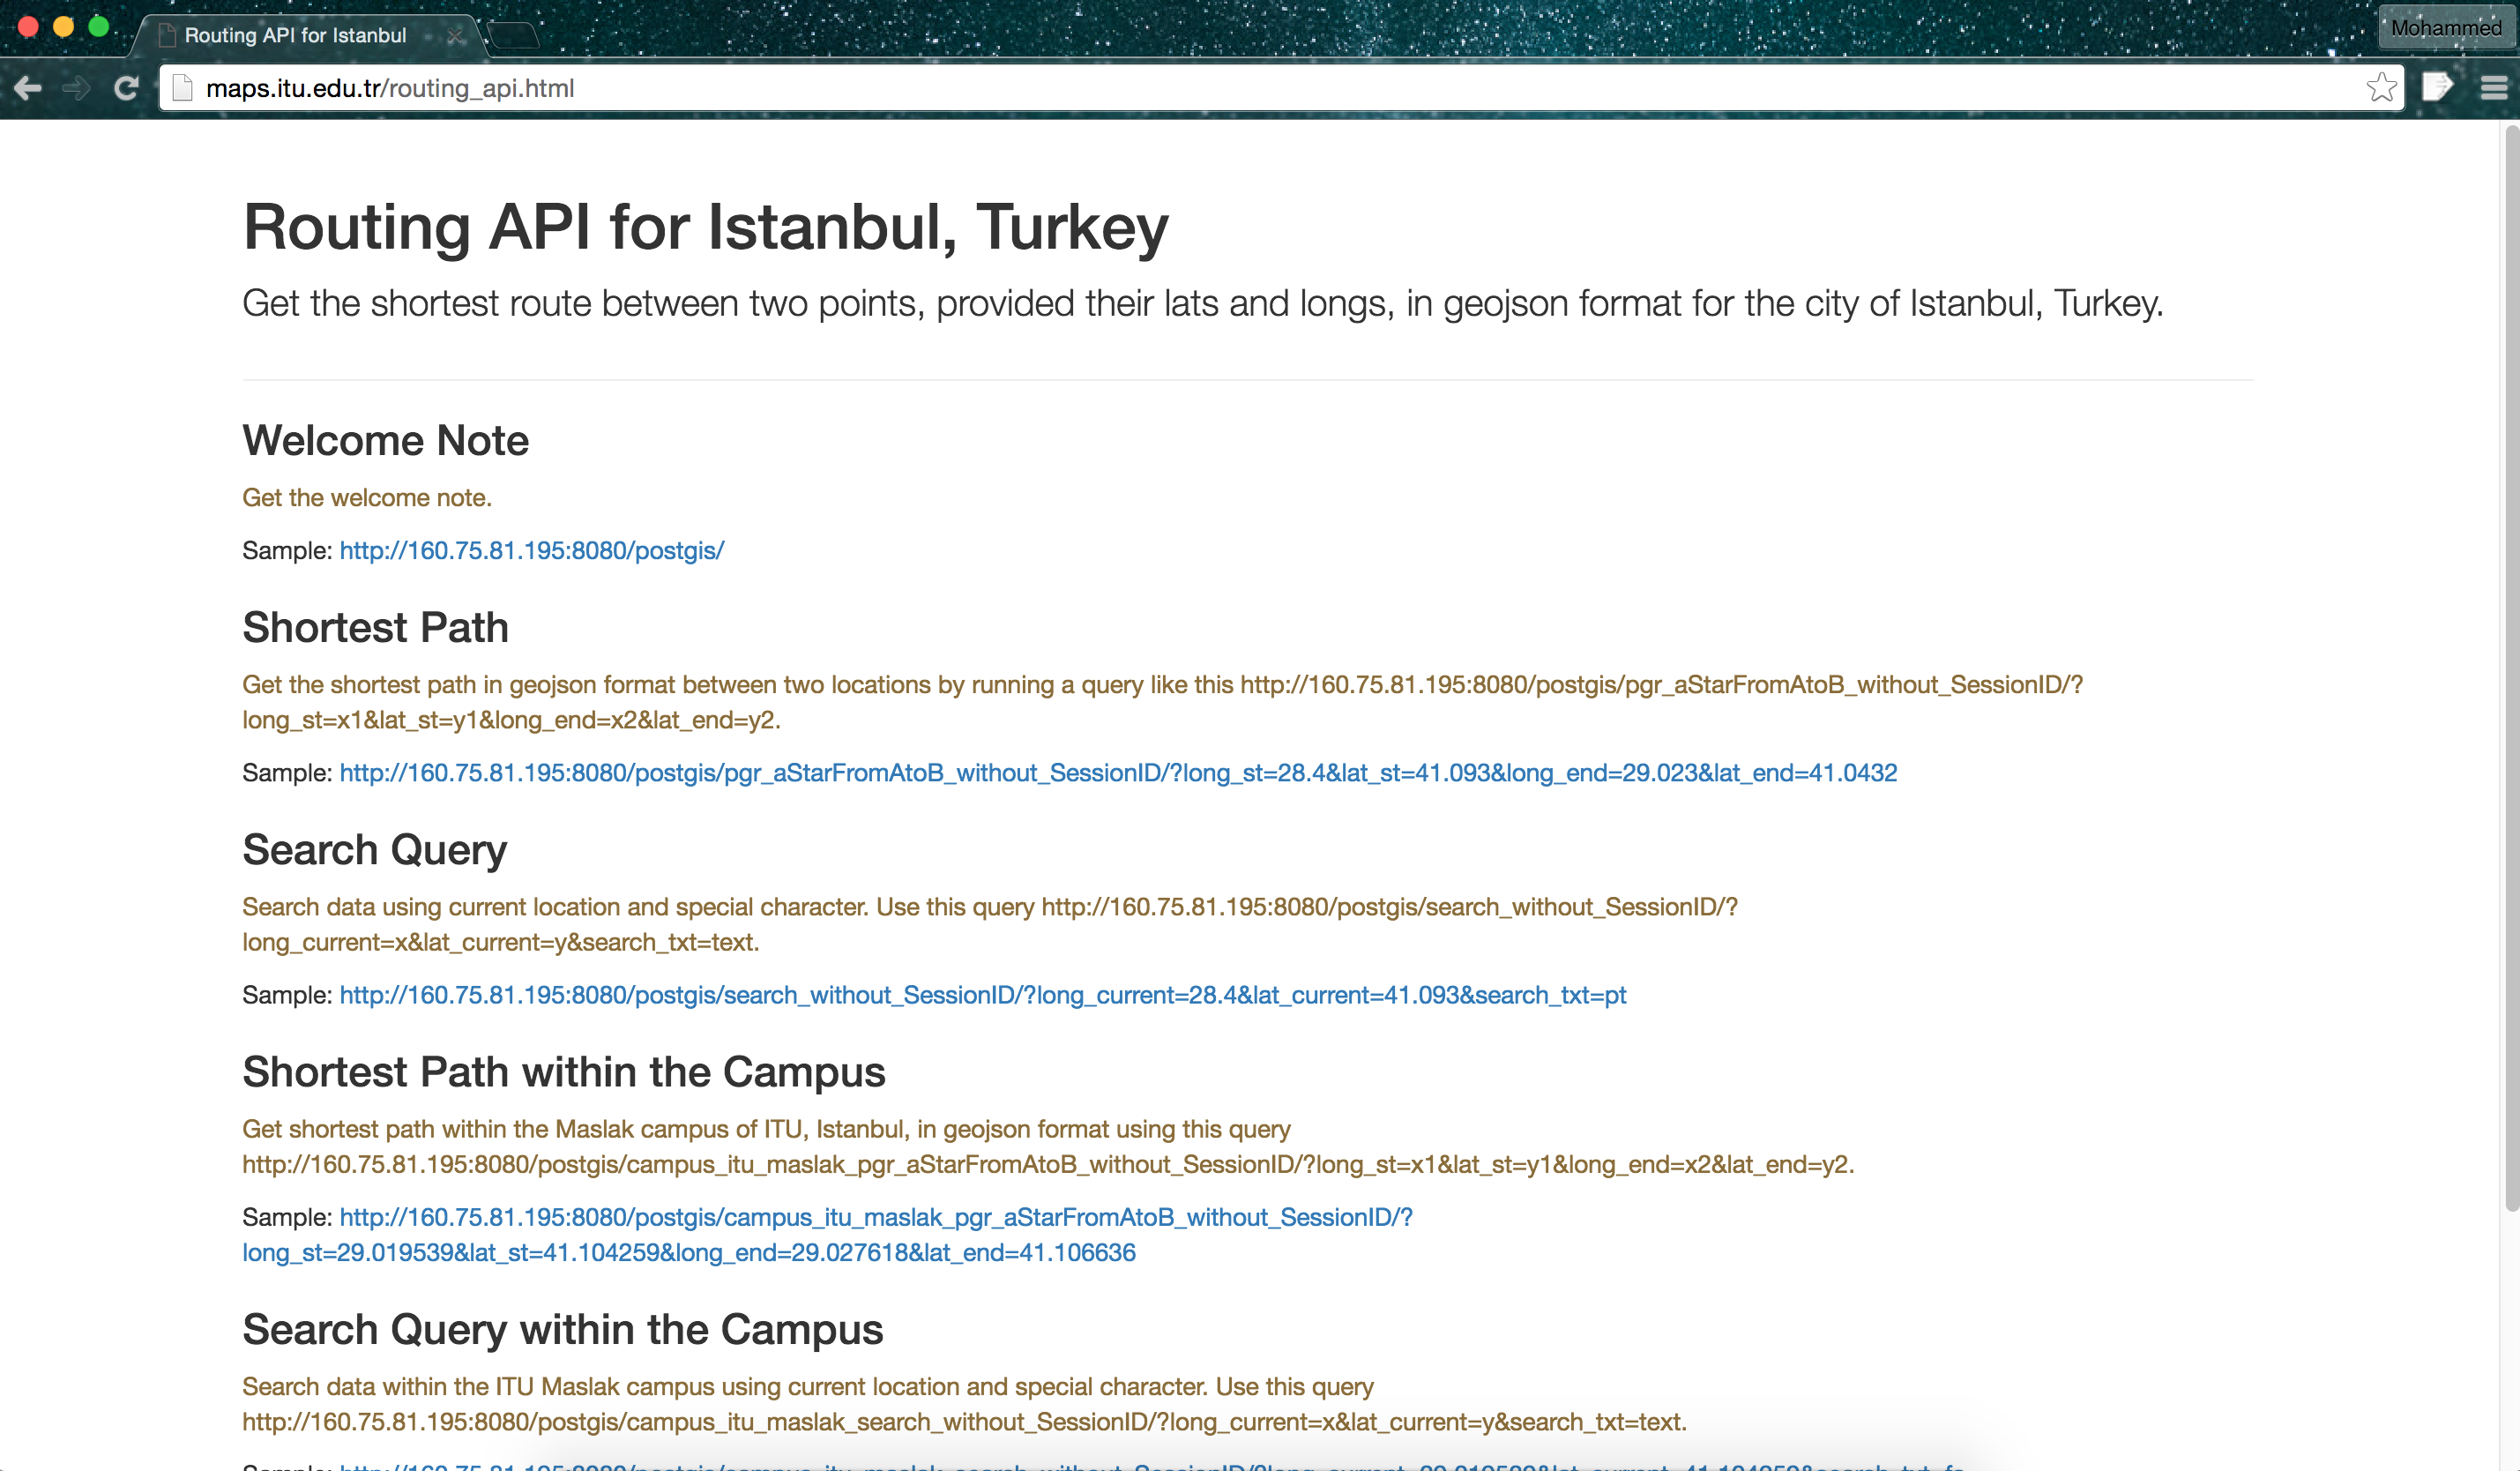 Routing API for Istanbul
Mohammed
maps.itu.edu.tr/routing_api.html
Routing API for Istanbul, Turkey
Get the shortest route between two points, provided their lats and longs, in geojson format for the city of Istanbul, Turkey.
Welcome Note
Get the welcome note.
Sample: http://160.75.81.195:8080/postgis/
Shortest Path
Get the shortest path in geojson format between two locations by running a query like this http://160.75.81.195:8080/postgis/pgr_aStarFromAtoB_without_SessionID/?
long_st=x1&lat_st=y1&long_end=x2&lat_end=y2.
Sample: http://160.75.81.195:8080/postgis/pgr_aStarFromAtoB_without_SessionID/?long_st=28.4&lat_st=41.093&long_end=29.023&lat_end=41.0432
Search Query
Search data using current location and special character. Use this query http://160.75.81.195:8080/postgis/search_without_SessionID/?
long_current=x&lat_current=y&search_txt=text.
Sample: http://160.75.81.195:8080/postgis/search_without_SessionID/?long_current=28.4&lat_current=41.093&search_txt=pt
Shortest Path within the Campus
Get shortest path within the Maslak campus of ITU, Istanbul, in geojson format using this query
http://160.75.81.195:8080/postgis/campus_itu_maslak_pgr_aStarFromAtoB_without_SessionID/?long_st=x1&lat_st=y1&long_end=x2&lat_end=y2.
Sample: http://160.75.81.195:8080/postgis/campus_itu_maslak_pgr_aStarFromAtoB_without_SessionID/?
long_st=29.019539&lat_st=41.104259&long_end=29.027618&lat_end=41.106636
Search Query within the Campus
Search data within the ITU Maslak campus using current location and special character. Use this query
http://160.75.81.195:8080/postgis/campus_itu_maslak_search_without_SessionID/?long_current=x&lat_current=y&search_txt=text.
Sample: